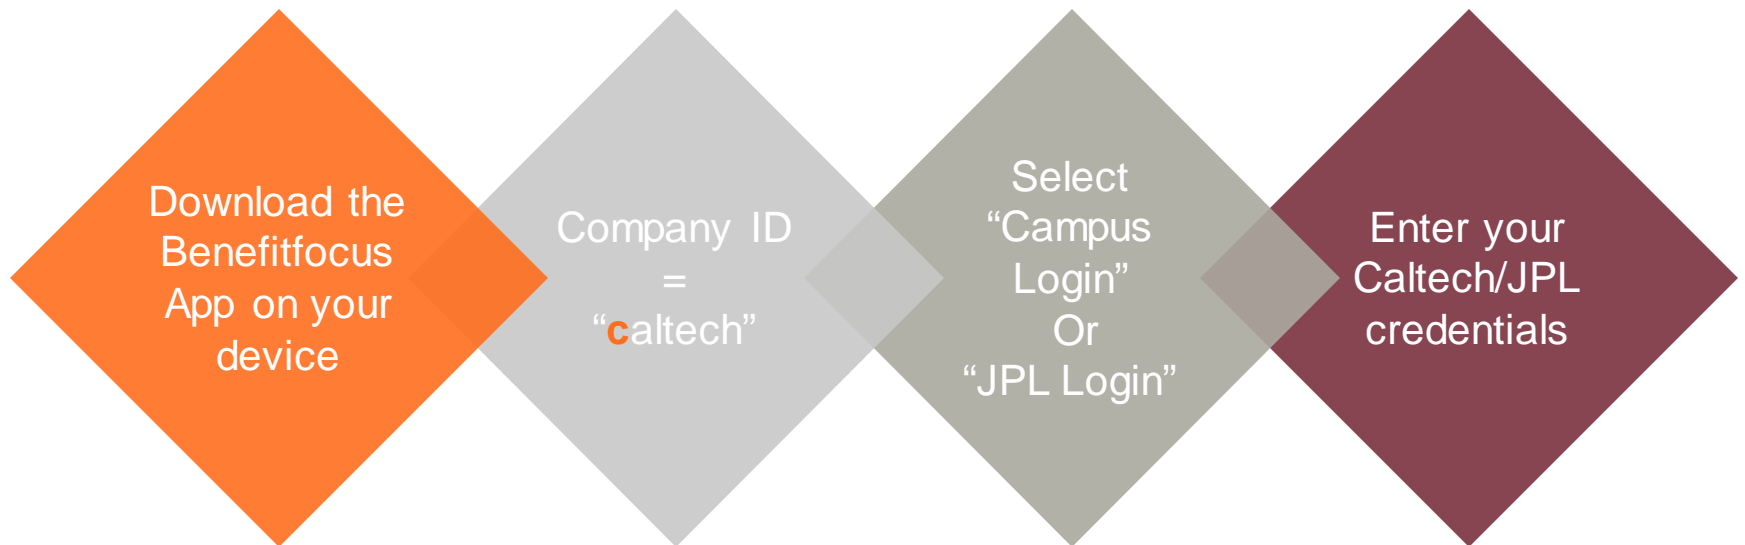 Download the
Benefitfocus
App on your
device
Company ID
=
“caltech”
Select
“Campus
Login”
Or
“JPL Login”
Enter your
Caltech/JPL
credentials